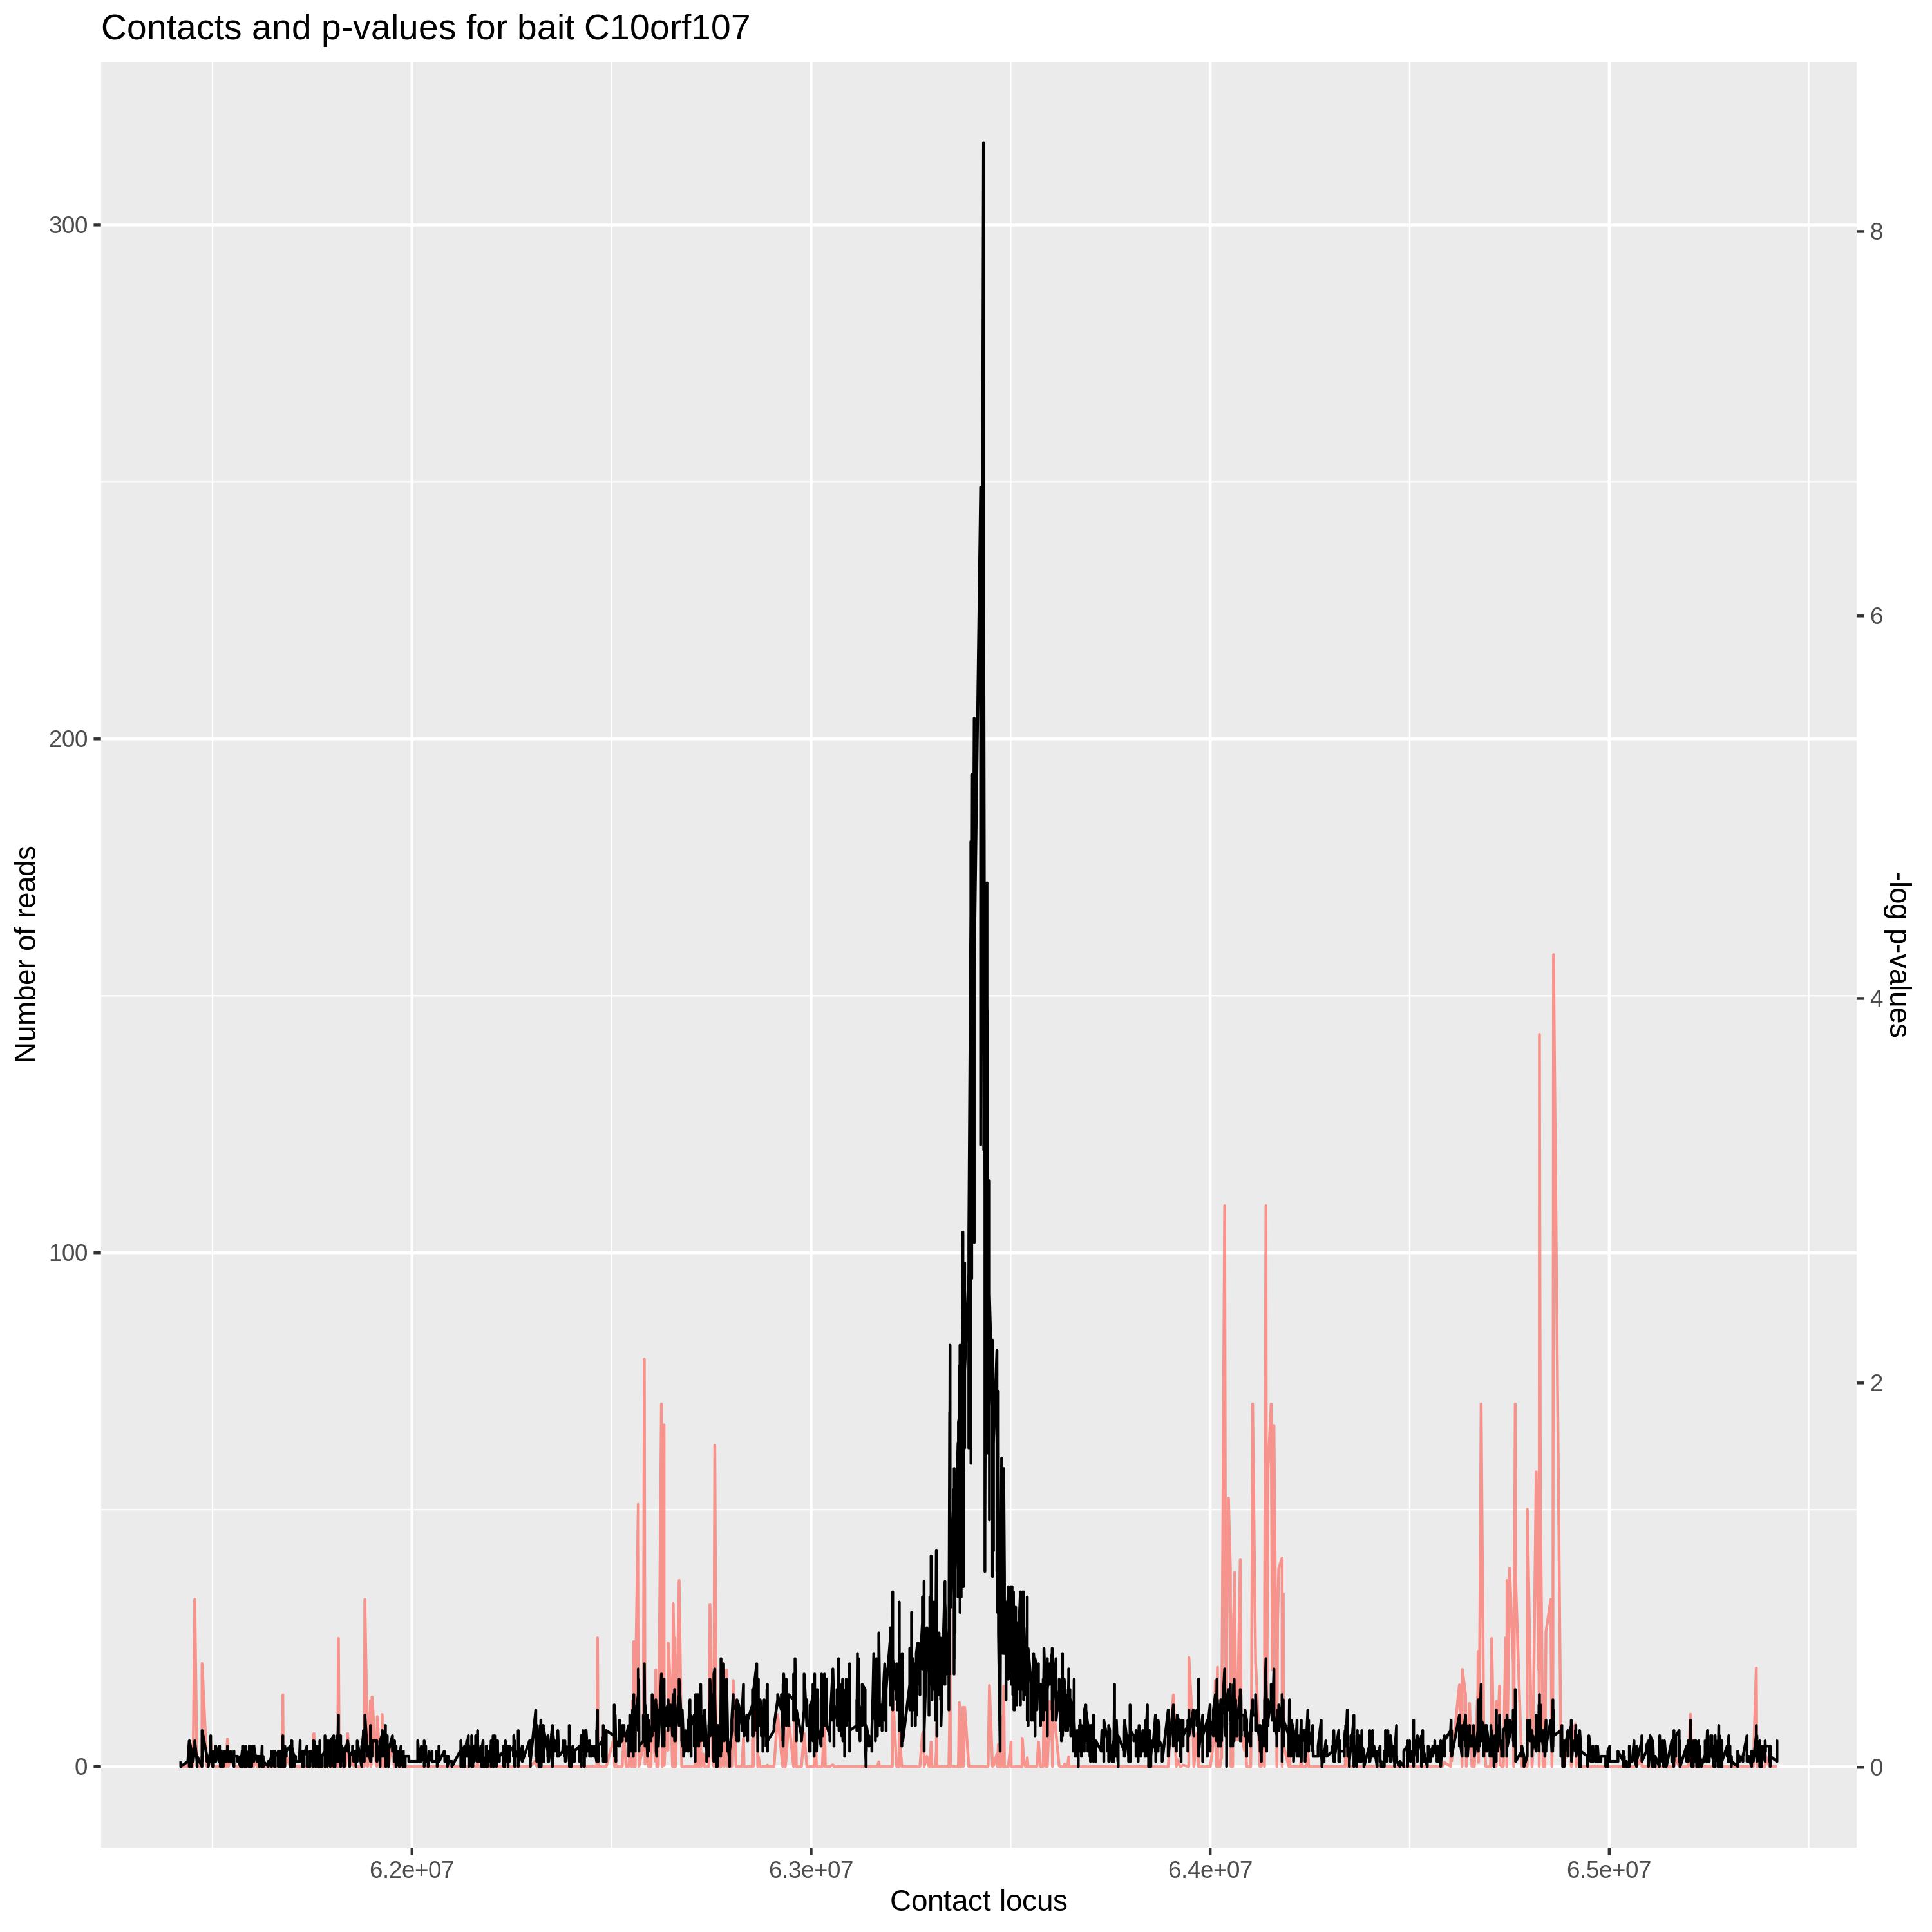 Contacts and p-values for bait C10orf107
300
200
100
0
Number of reads
8
6
4
2
0
-log p-values
6.2e+07
6.3e+07
6.4e+07
6.5e+07
Contact locus